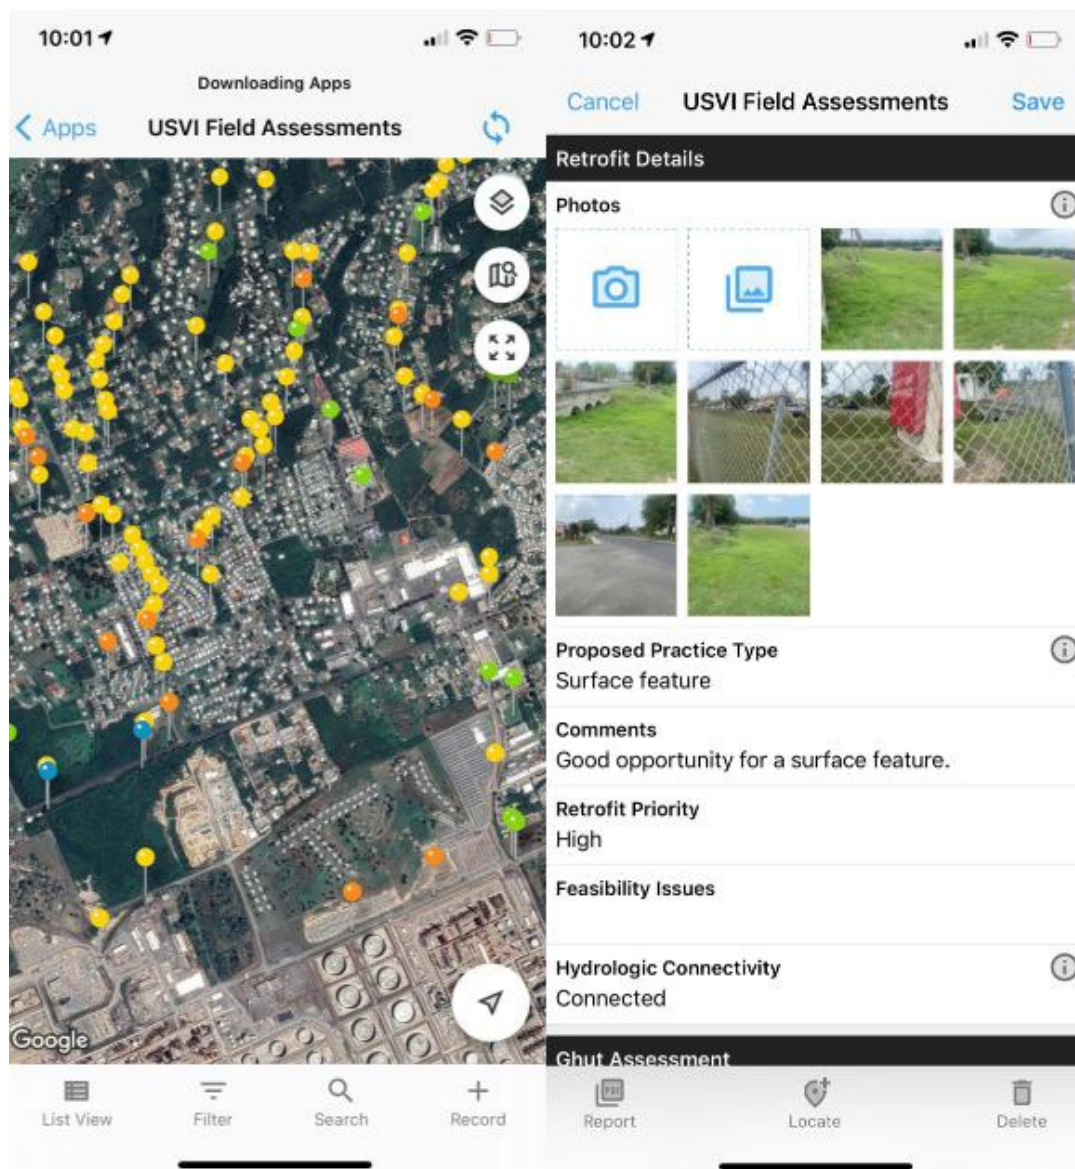 10:01
Downloading Apps
Apps
USVI Field Assessments
Google
List View
Filter
Search
Record
10:02
Cancel
USVI Field Assessments
Save
Retrofit Details
Photos
Proposed Practice Type
Surface feature
Comments
Good opportunity for a surface feature.
Retrofit Priority
High
Feasibility Issues
Hydrologic Connectivity
Connected
Ghut Assessment
Report
Locate
Delete